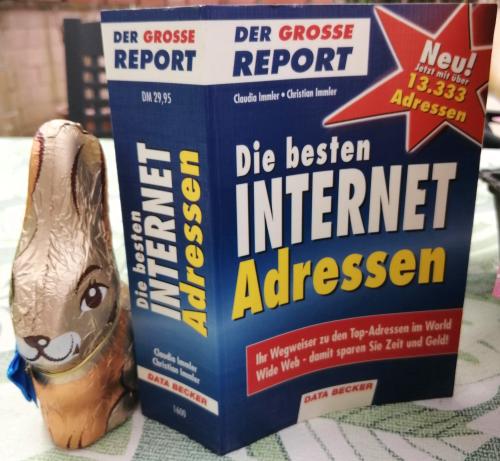 DER GROSSE
REPORT
DM 29,95
Die besten
INTERNET
Adressen
Claudia Immler
Christian Immler
DATA BECKER
1600
DER GROSSE
REPORT
Claudia Immler • Christian Immler
Neu!
Jetzt mit über
13.333
Adressen
Die besten
INTERNET
Adressen
Ihr Wegweiser zu den Top-Adressen im World
Wide Web - damit sparen Sie Zeit und Geld!
DATA BECKER